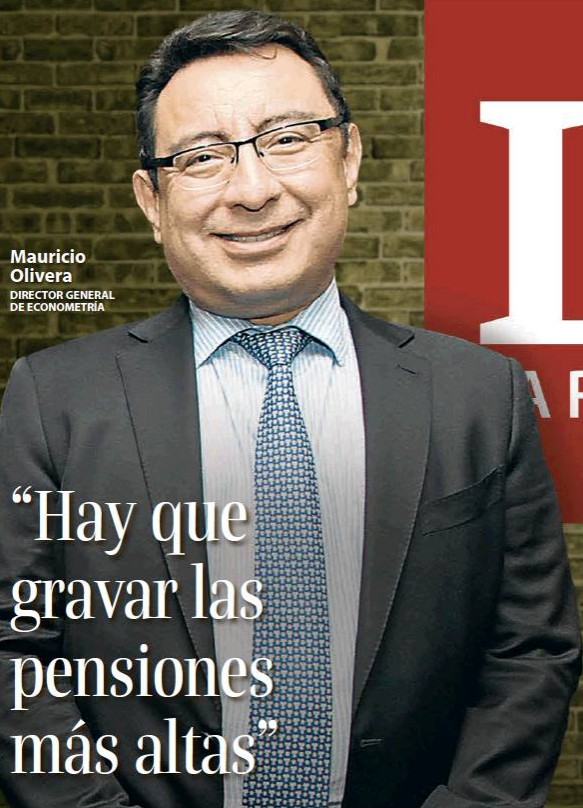 Mauricio
Olivera
DIRECTOR GENERAL
DE ECONOMETRÍA
“Hay que
gravar las
pensiones
más altas”